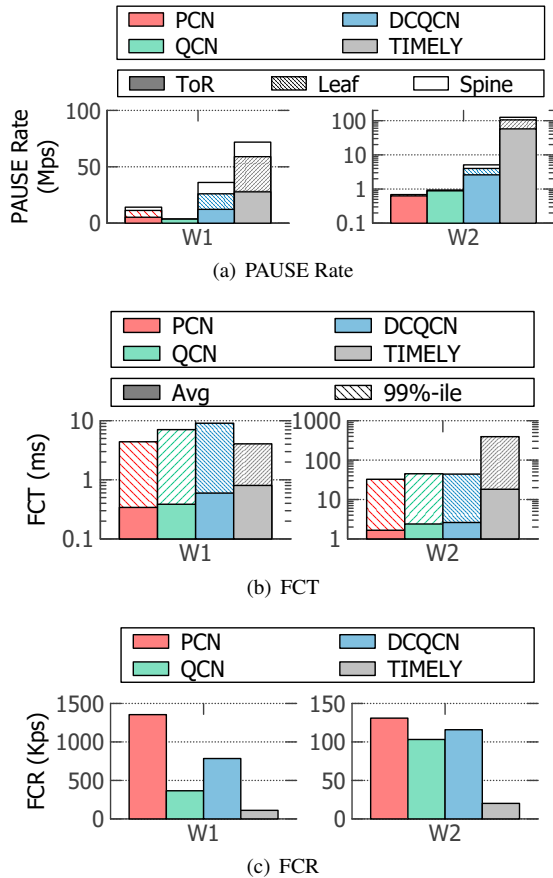 PCN DCQCN
QCN TIMELY
ToR Leaf Spine
PAUSE Rate
(Mps)
100
50
0
W1
100
10
1
0.1
W2
(a) PAUSE Rate
PCN DCQCN
QCN TIMELY
Avg 99%-ile
FCT (ms)
10
1
0.1
W1
1000
100
10
1
W2
(b) FCT
PCN DCQCN
QCN TIMELY
FCR (Kps)
1500
1000
500
0
W1
150
100
50
0
W2
(c) FCR